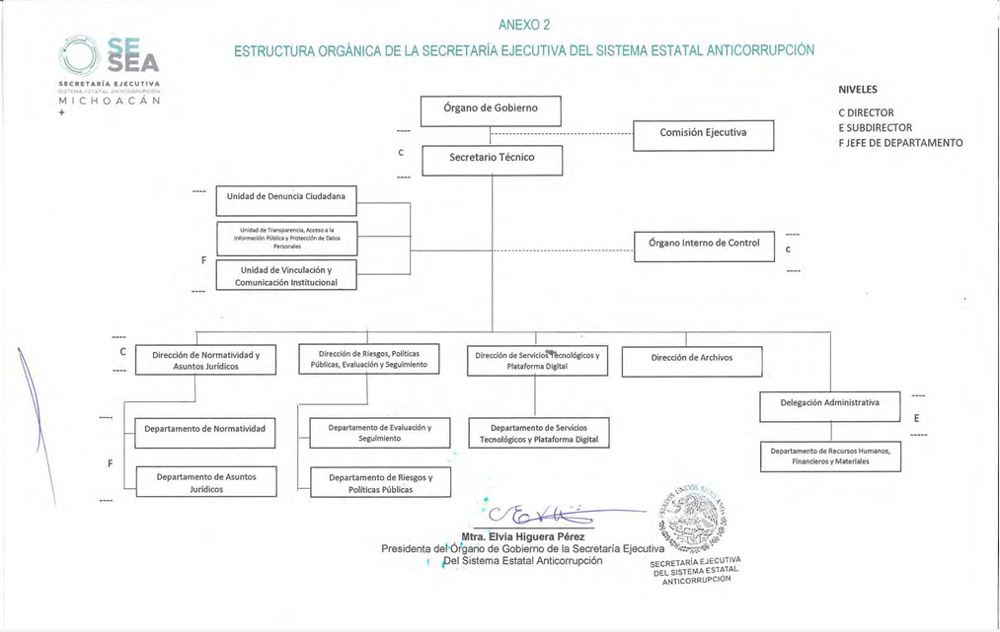 ANEXO 2
ESTRUCTURA ORGÁNICA DE LA SECRETARÍA EJECUTIVA DEL SISTEMA ESTATAL ANTICORRUPCIÓN
SE
SEA
SECRETARÍA EJECUTIVA
SISTEMA ESTATAL ANTICORRUPCIÓN
MICHOACÁN
+
NIVELES
C DIRECTOR
E SUBDIRECTOR
F JEFE DE DEPARTAMENTO
Órgano de Gobierno
Comisión Ejecutiva
C
Secretario Técnico
Unidad de Denuncia Ciudadana
Unidad de Transparencia, Acceso a la
Información Pública y Protección de Datos
Personales
Órgano Interno de Control
C
F
Unidad de Vinculación y
Comunicación Institucional
C
Dirección de Normatividad y
Asuntos Jurídicos
Dirección de Riesgos, Políticas
Públicas, Evaluación y Seguimiento
Dirección de Servicios Tecnológicos y
Plataforma Digital
Dirección de Archivos
Delegación Administrativa
E
Departamento de Normatividad
Departamento de Evaluación y
Seguimiento
Departamento de Servicios
Tecnológicos y Plataforma Digital
Departamento de Recursos Humanos,
Financieros y Materiales
F
Departamento de Asuntos
Jurídicos
Departamento de Riesgos y
Políticas Públicas
Mtra. Elvia Higuera Pérez
Presidenta del Órgano de Gobierno de la Secretaría Ejecutiva
Del Sistema Estatal Anticorrupción
SECRETARÍA EJECUTIVA
DEL SISTEMA ESTATAL
ANTICORRUPCIÓN